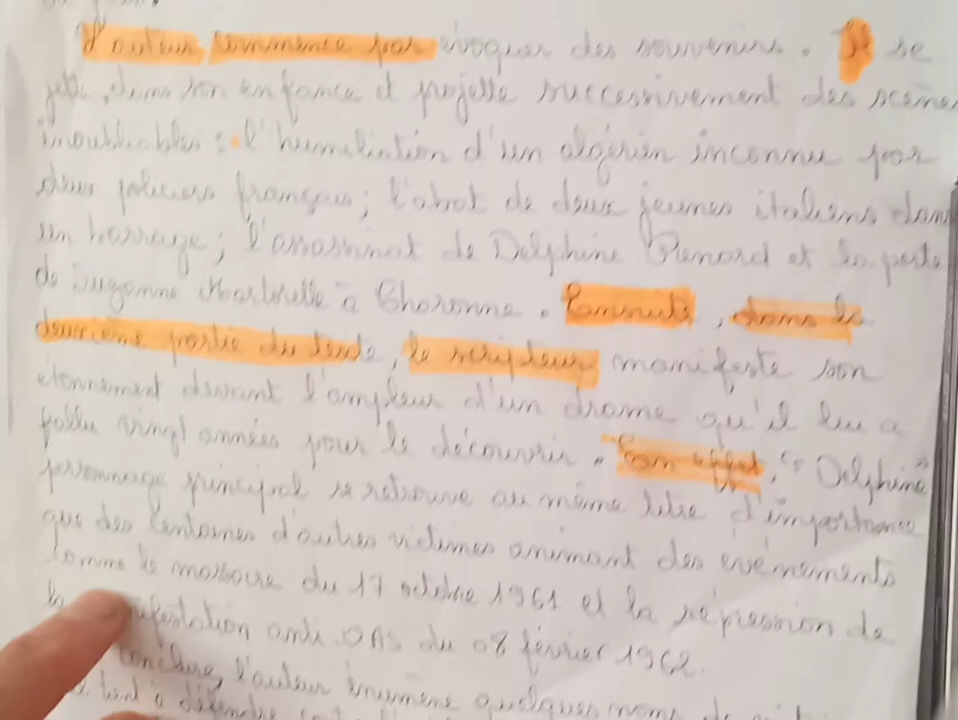 L'auteur commence par évoquer des souvenirs. Il se
jette, dans son enfance et projette successivement des scènes
inoubliables : l'humiliation d'un algérien inconnu par
deux policiers français ; l'abat de deux jeunes italiens dans
un barrage ; l'assassinat de Delphine Renard et la perte
de Suzanne Martorelle à Charonne. Ensuite, dans la
deuxième partie du texte, le scripteur manifeste son
etonnement devant l'ampleur d'un drame qu'il lui a
fallu vingt années pour le découvrir. En effet, "Delphine"
personnage principal se retrouve au même titre d'importance
que des centaines d'autres victimes animant des evénements
comme le massacre du 17 octobre 1961 et la répression de
anti-OAS du 08 février 1962.
conclure, l'auteur énumère quelques noms de
à défendre